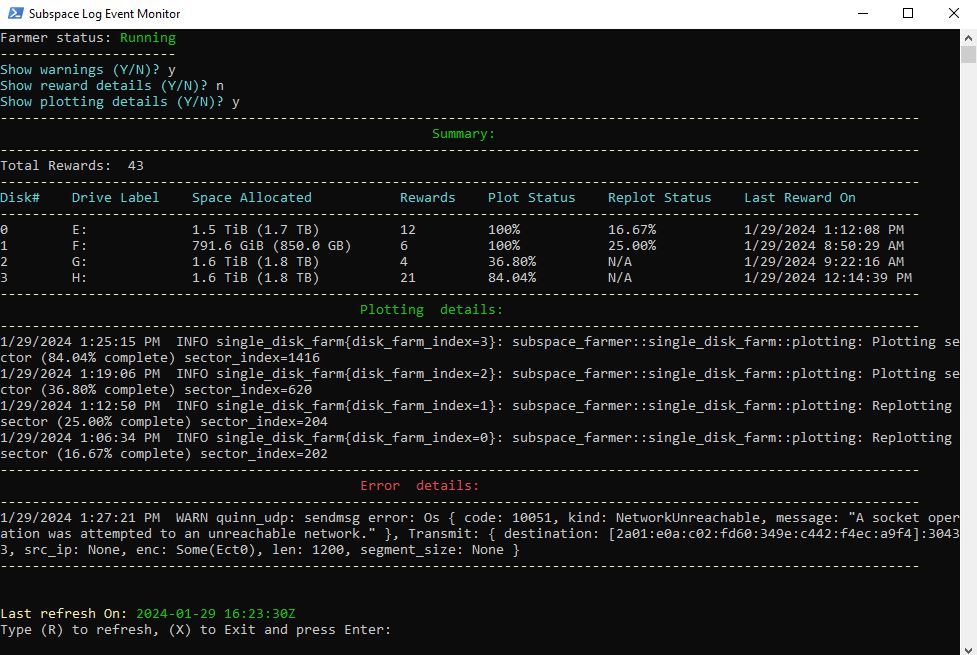 Subspace Log Event Monitor
Farmer status: Running
----------------------
Show warnings (Y/N)? y
Show reward details (Y/N)? n
Show plotting details (Y/N)? y
-------------------------------------------------------------------------------------------------------------------
Summary:
-------------------------------------------------------------------------------------------------------------------
Total Rewards:  43
-------------------------------------------------------------------------------------------------------------------
Disk#    Drive Label    Space Allocated           Rewards    Plot Status    Replot Status    Last Reward On
-------------------------------------------------------------------------------------------------------------------
0        E:             1.5 TiB (1.7 TB)          12         100%           16.67%           1/29/2024 1:12:08 PM
1        F:             791.6 GiB (850.0 GB)      6          100%           25.00%           1/29/2024 8:50:29 AM
2        G:             1.6 TiB (1.8 TB)          4          36.80%         N/A              1/29/2024 9:22:16 AM
3        H:             1.6 TiB (1.8 TB)          21         84.04%         N/A              1/29/2024 12:14:39 PM
-------------------------------------------------------------------------------------------------------------------
Plotting  details:
-------------------------------------------------------------------------------------------------------------------
1/29/2024 1:25:15 PM  INFO single_disk_farm{disk_farm_index=3}: subspace_farmer::single_disk_farm::plotting: Plotting se
ctor (84.04% complete) sector_index=1416
1/29/2024 1:19:06 PM  INFO single_disk_farm{disk_farm_index=2}: subspace_farmer::single_disk_farm::plotting: Plotting se
ctor (36.80% complete) sector_index=620
1/29/2024 1:12:50 PM  INFO single_disk_farm{disk_farm_index=1}: subspace_farmer::single_disk_farm::plotting: Replotting
sector (25.00% complete) sector_index=204
1/29/2024 1:06:34 PM  INFO single_disk_farm{disk_farm_index=0}: subspace_farmer::single_disk_farm::plotting: Replotting
sector (16.67% complete) sector_index=202
-------------------------------------------------------------------------------------------------------------------
Error  details:
-------------------------------------------------------------------------------------------------------------------
1/29/2024 1:27:21 PM  WARN quinn_udp: sendmsg error: Os { code: 10051, kind: NetworkUnreachable, message: "A socket oper
ation was attempted to an unreachable network." }, Transmit: { destination: [2a01:e0a:c02:fd60:349e:c442:f4ec:a9f4]:3043
3, src_ip: None, enc: Some(Ect0), len: 1200, segment_size: None }
-------------------------------------------------------------------------------------------------------------------
Last refresh On: 2024-01-29 16:23:30Z
Type (R) to refresh, (X) to Exit and press Enter: